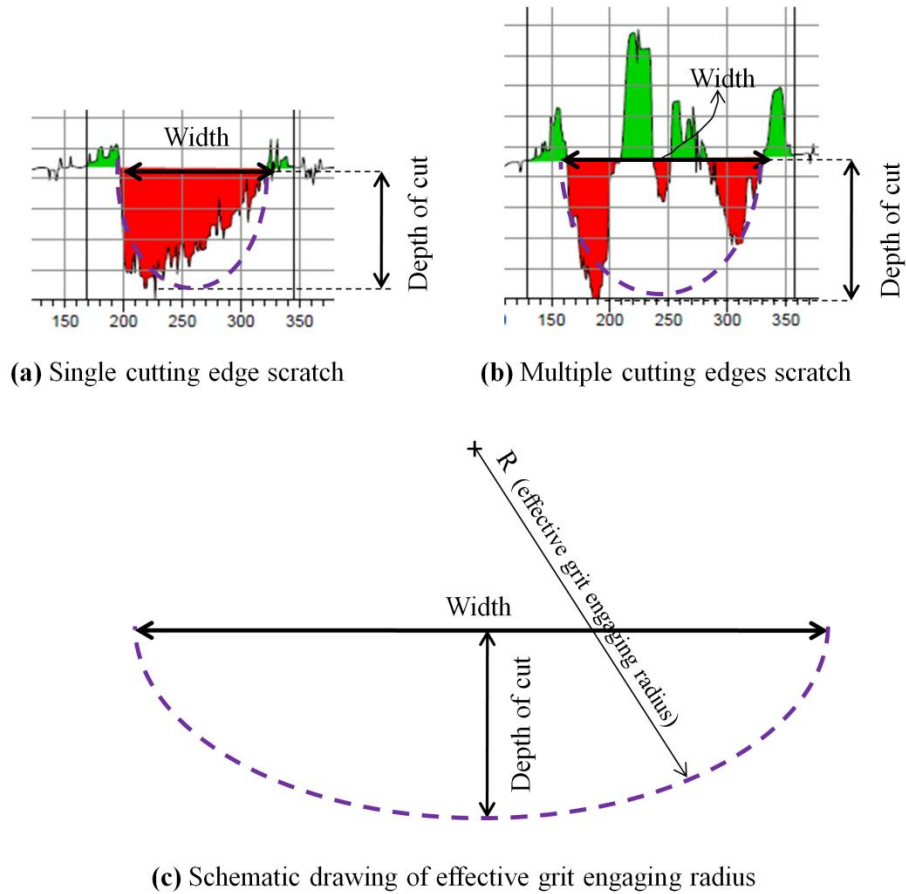 Width
Depth of cut
150 200 250 300 350
(a) Single cutting edge scratch
Width
Depth of cut
150 200 250 300 350
(b) Multiple cutting edges scratch
R (effective grit engaging radius)
Width
Depth of cut
(c) Schematic drawing of effective grit engaging radius